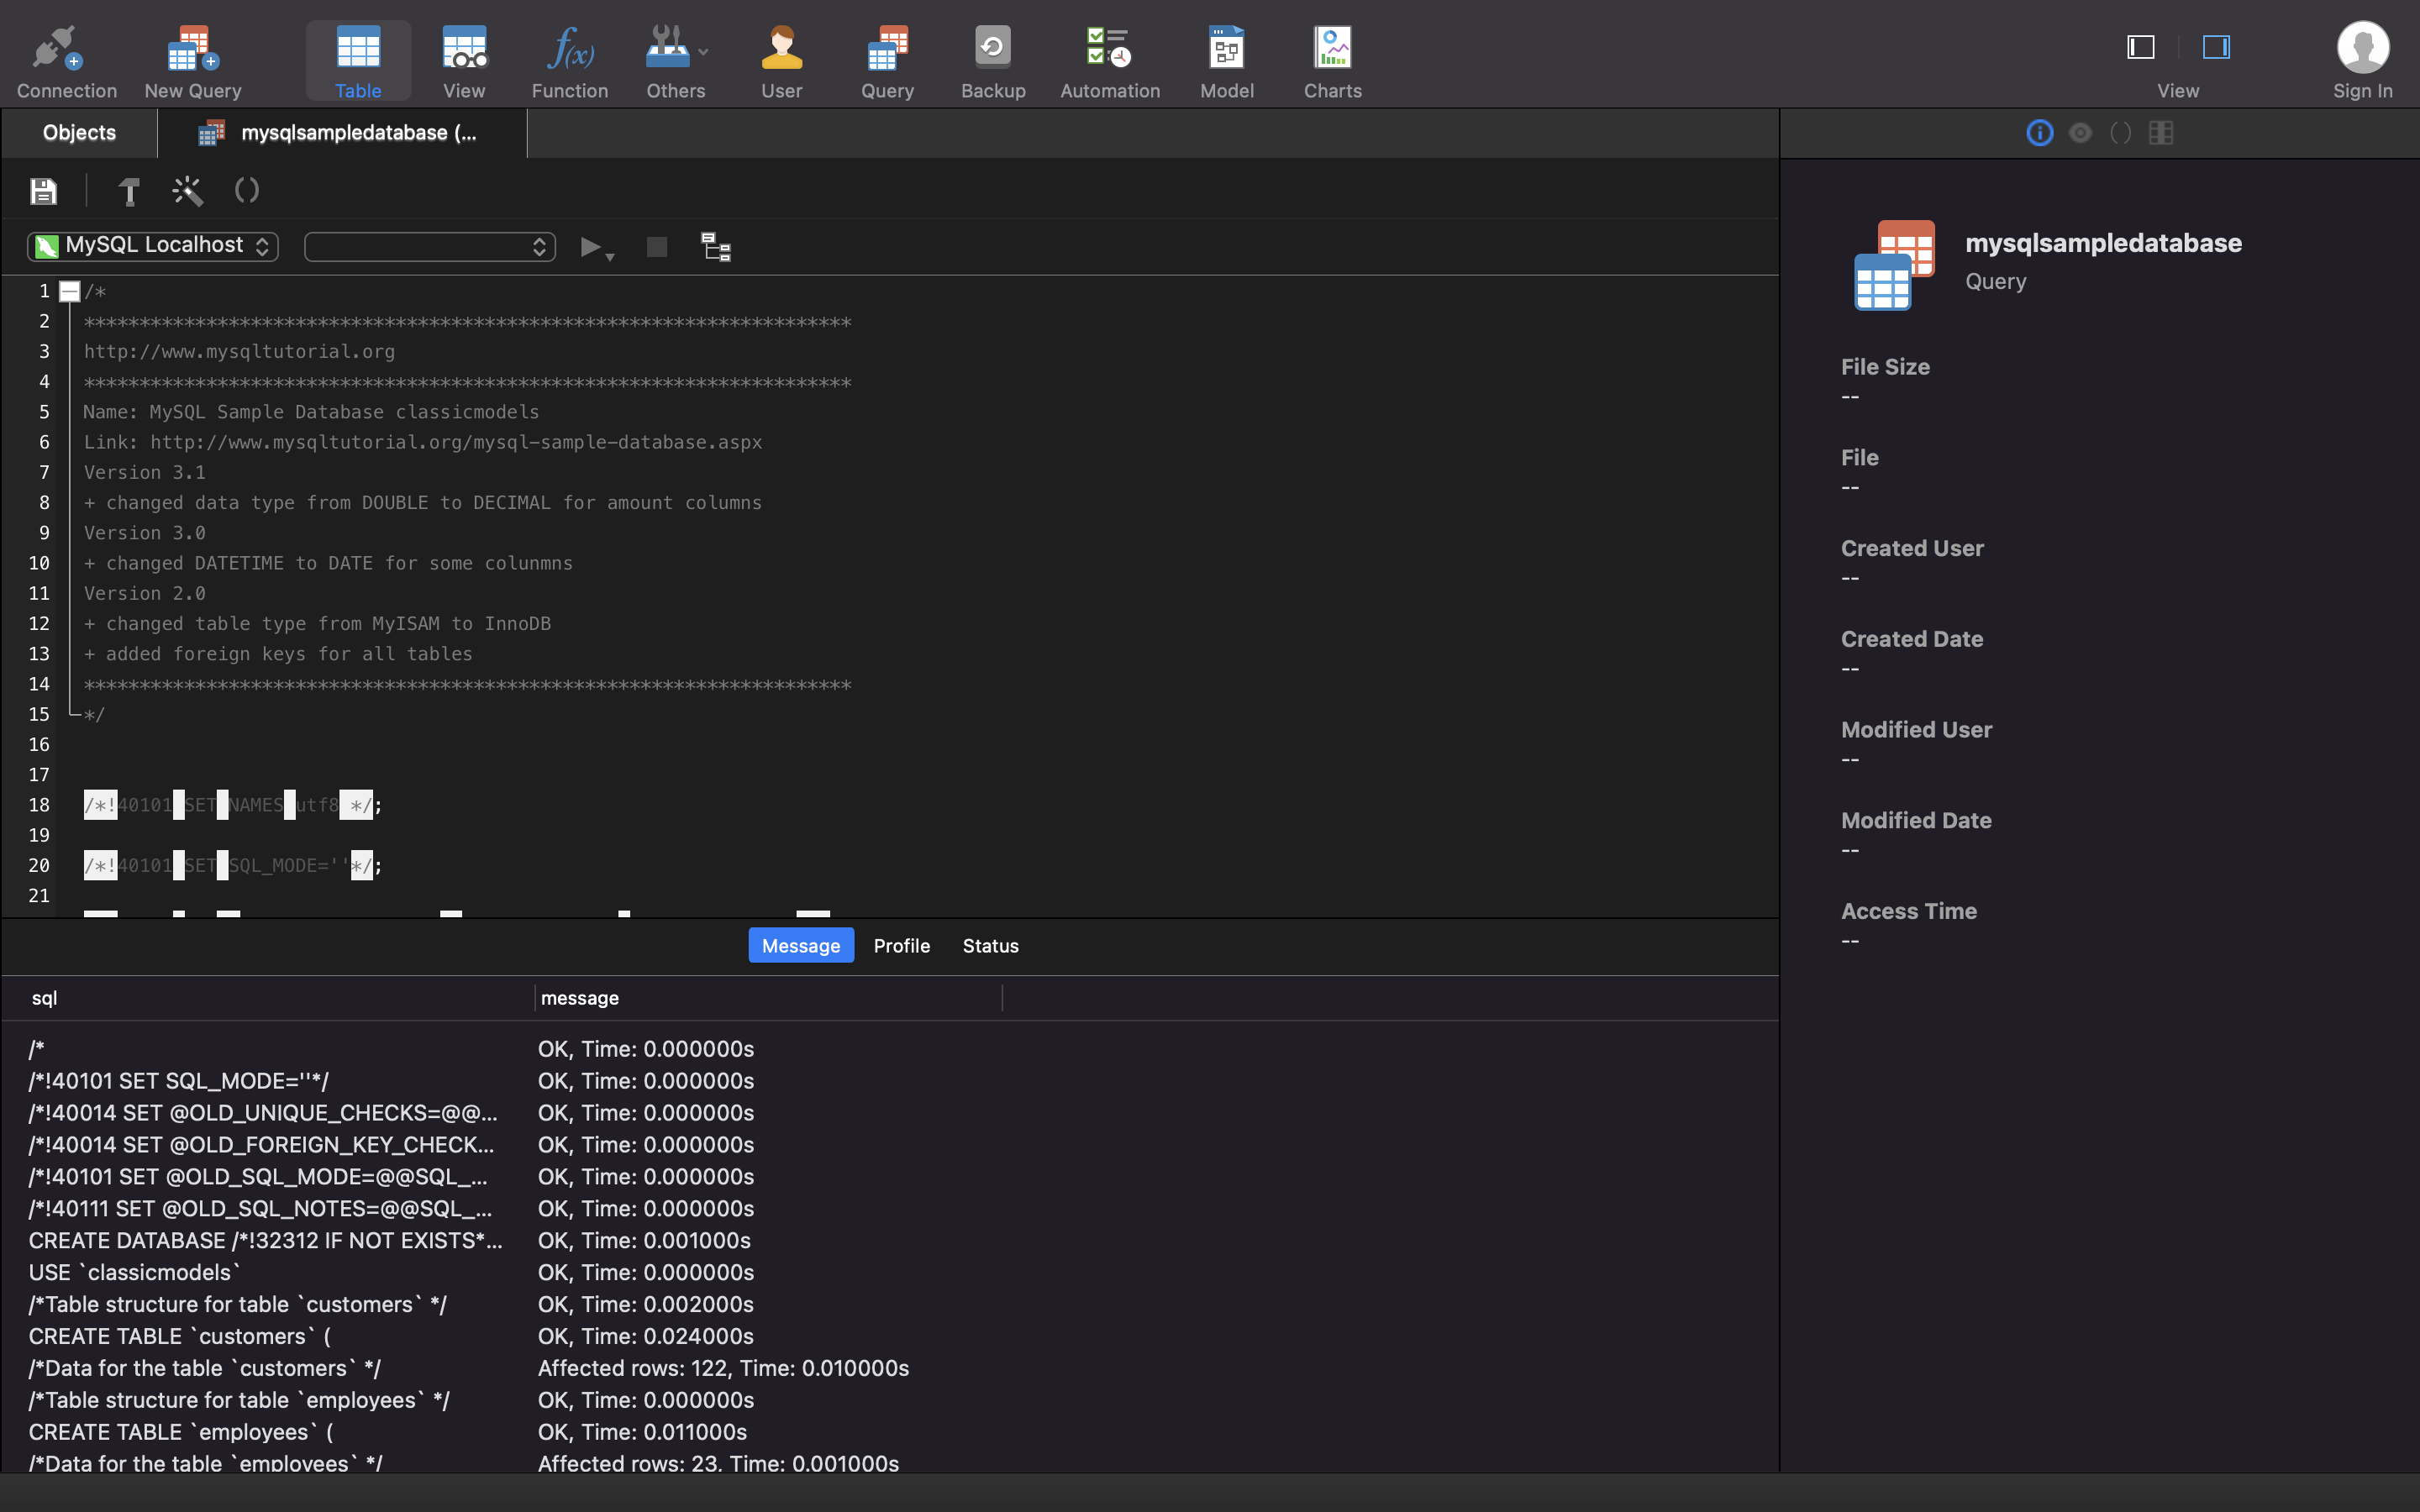 Connection
New Query
Table
View
Function
Others
User
Query
Backup
Automation
Model
Charts
View
Sign In
Objects
mysqlsampledatabase (...
MySQL Localhost
1 /*
2 *********************************************************************
3 http://www.mysqltutorial.org
4 *********************************************************************
5 Name: MySQL Sample Database classicmodels
6 Link: http://www.mysqltutorial.org/mysql-sample-database.aspx
7 Version 3.1
8 + changed data type from DOUBLE to DECIMAL for amount columns
9 Version 3.0
10 + changed DATETIME to DATE for some colunmns
11 Version 2.0
12 + changed table type from MyISAM to InnoDB
13 + added foreign keys for all tables
14 *********************************************************************
15 */
16
17
18 /*!40101 SET NAMES utf8 */;
19
20 /*!40101 SET SQL_MODE=''*/;
21
Message
Profile
Status
sql message
/* OK, Time: 0.000000s
/*!40101 SET SQL_MODE=''*/ OK, Time: 0.000000s
/*!40014 SET @OLD_UNIQUE_CHECKS=@@... OK, Time: 0.000000s
/*!40014 SET @OLD_FOREIGN_KEY_CHECK... OK, Time: 0.000000s
/*!40101 SET @OLD_SQL_MODE=@@SQL_... OK, Time: 0.000000s
/*!40111 SET @OLD_SQL_NOTES=@@SQL_... OK, Time: 0.000000s
CREATE DATABASE /*!32312 IF NOT EXISTS*... OK, Time: 0.001000s
USE `classicmodels` OK, Time: 0.000000s
/*Table structure for table `customers` */ OK, Time: 0.002000s
CREATE TABLE `customers` ( OK, Time: 0.024000s
/*Data for the table `customers` */ Affected rows: 122, Time: 0.010000s
/*Table structure for table `employees` */ OK, Time: 0.000000s
CREATE TABLE `employees` ( OK, Time: 0.011000s
/*Data for the table `employees` */ Affected rows: 23, Time: 0.001000s
mysqlsampledatabase
Query
File Size
--
File
--
Created User
--
Created Date
--
Modified User
--
Modified Date
--
Access Time
--